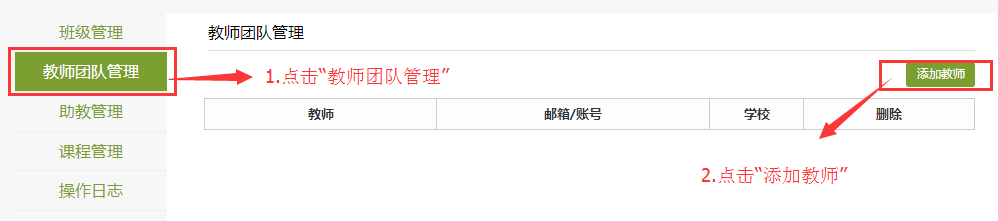 班级管理
教师团队管理
助教管理
课程管理
操作日志
教师团队管理
1.点击“教师团队管理”
添加教师
教师 邮箱/账号 学校 删除
2.点击“添加教师”